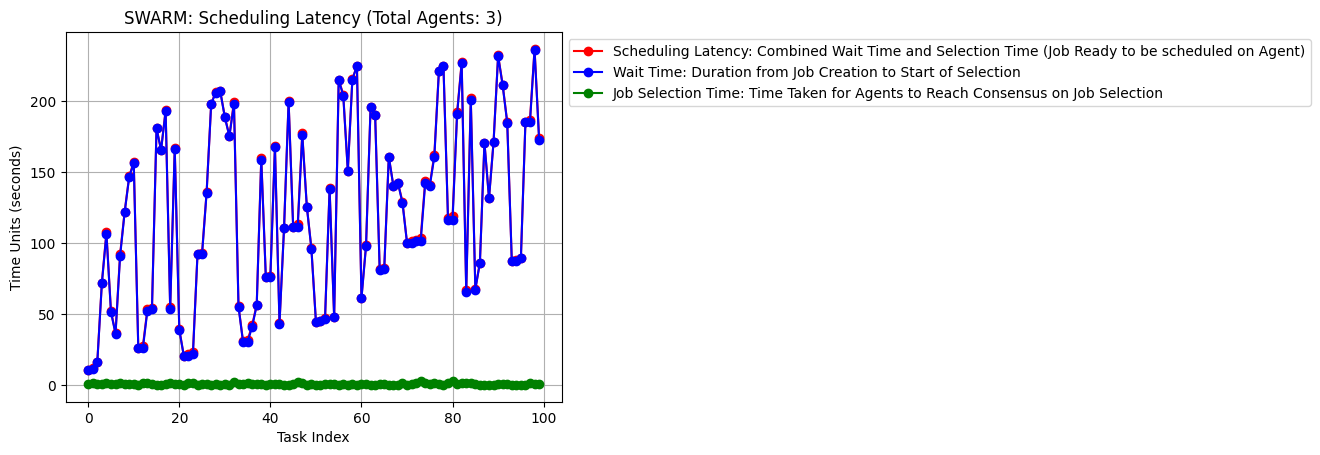 SWARM: Scheduling Latency (Total Agents: 3)
Scheduling Latency: Combined Wait Time and Selection Time (Job Ready to be scheduled on Agent)
Wait Time: Duration from Job Creation to Start of Selection
Job Selection Time: Time Taken for Agents to Reach Consensus on Job Selection
Time Units (seconds)
200
150
100
50
0
0 20 40 60 80 100
Task Index